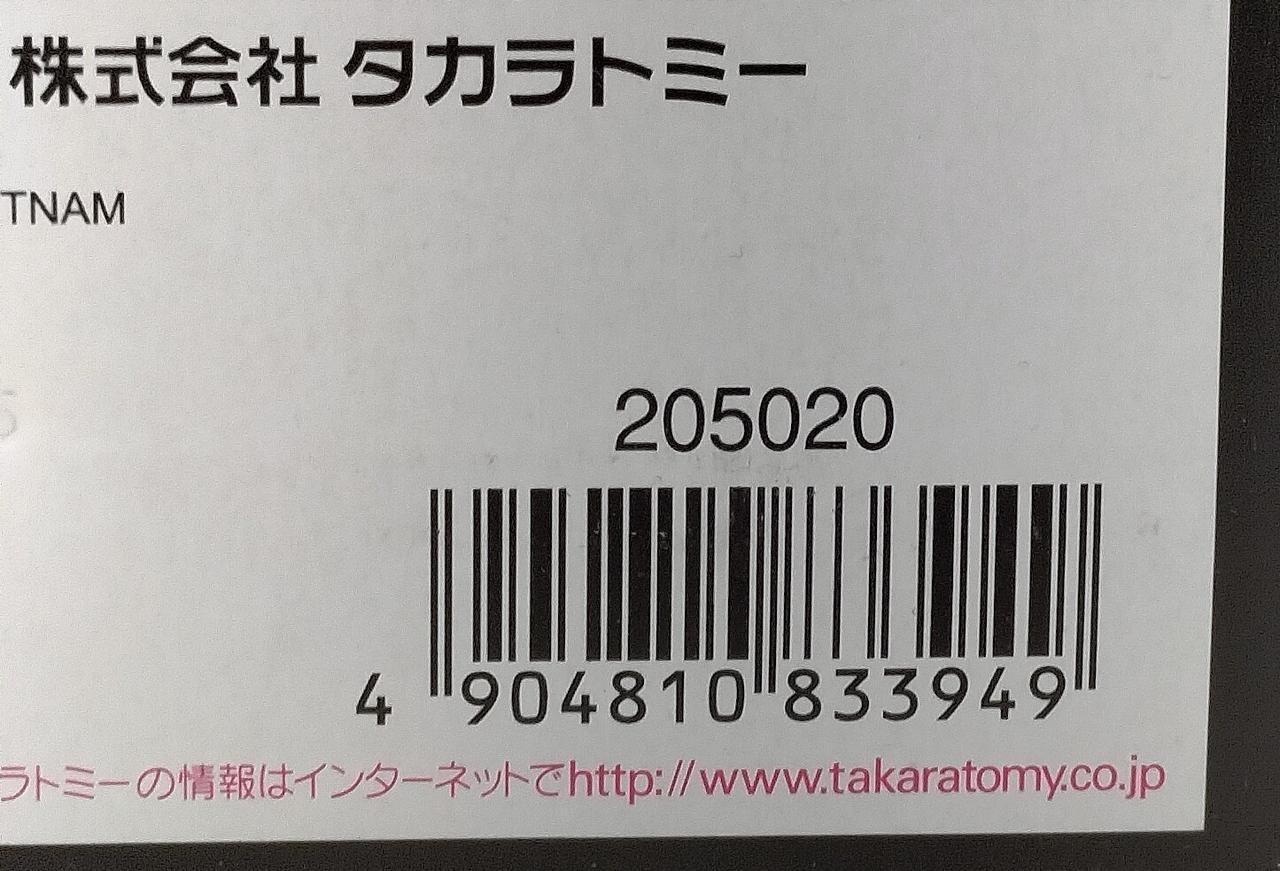 株式会社 タカラトミー
TNAM
205020
4 904810 833949
ラトミーの情報はインターネットでhttp://www.takaratomy.co.jp